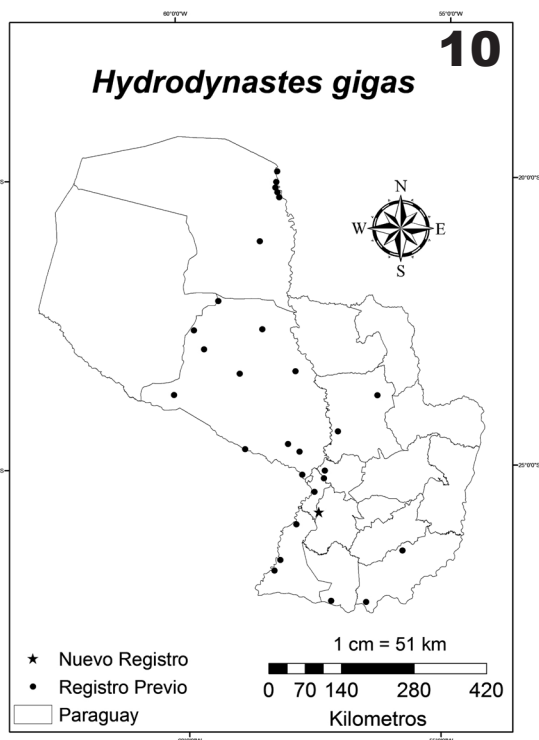 60°0'0"W 55°0'0"W
10
Hydrodynastes gigas
S 20°0'0"S
N
W E
S
S 25°0'0"S
1 cm = 51 km
★ Nuevo Registro
● Registro Previo
Paraguay
0 70 140 280 420
Kilometros